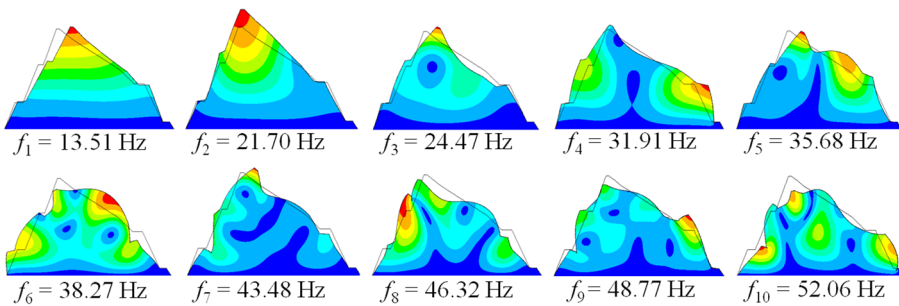 f1 = 13.51 Hz
f2 = 21.70 Hz
f3 = 24.47 Hz
f4 = 31.91 Hz
f5 = 35.68 Hz
f6 = 38.27 Hz
f7 = 43.48 Hz
f8 = 46.32 Hz
f9 = 48.77 Hz
f10 = 52.06 Hz